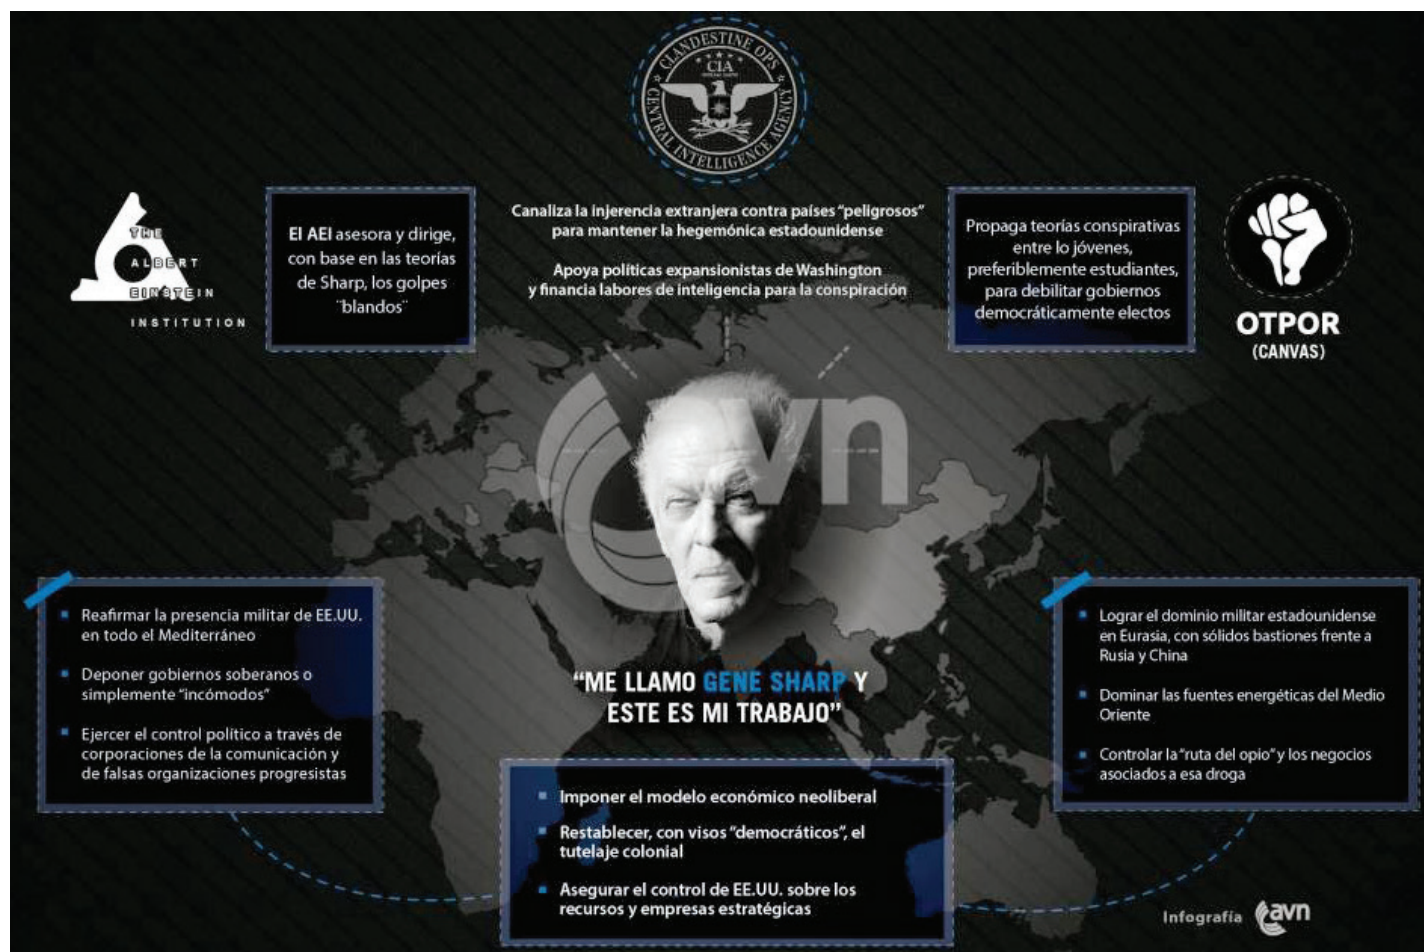 CLANDESTINE OPS
CIA
CENTRAL INTELLIGENCE AGENCY
THE
ALBERT
EINSTEIN
INSTITUTION
El AEI asesora y dirige,
con base en las teorías
de Sharp, los golpes
¨blandos¨
Canaliza la injerencia extranjera contra países “peligrosos”
para mantener la hegemónica estadounidense
Apoya políticas expansionistas de Washington
y financia labores de inteligencia para la conspiración
Propaga teorías conspirativas
entre lo jóvenes,
preferiblemente estudiantes,
para debilitar gobiernos
democráticamente electos
OTPOR
(CANVAS)
avn
Reafirmar la presencia militar de EE.UU.
en todo el Mediterráneo
Deponer gobiernos soberanos o
simplemente “incómodos”
Ejercer el control político a través de
corporaciones de la comunicación y
de falsas organizaciones progresistas
“ME LLAMO GENE SHARP Y
ESTE ES MI TRABAJO”
Imponer el modelo económico neoliberal
Restablecer, con visos “democráticos”, el
tutelaje colonial
Asegurar el control de EE.UU. sobre los
recursos y empresas estratégicas
Lograr el dominio militar estadounidense
en Eurasia, con sólidos bastiones frente a
Rusia y China
Dominar las fuentes energéticas del Medio
Oriente
Controlar la “ruta del opio” y los negocios
asociados a esa droga
Infografía avn